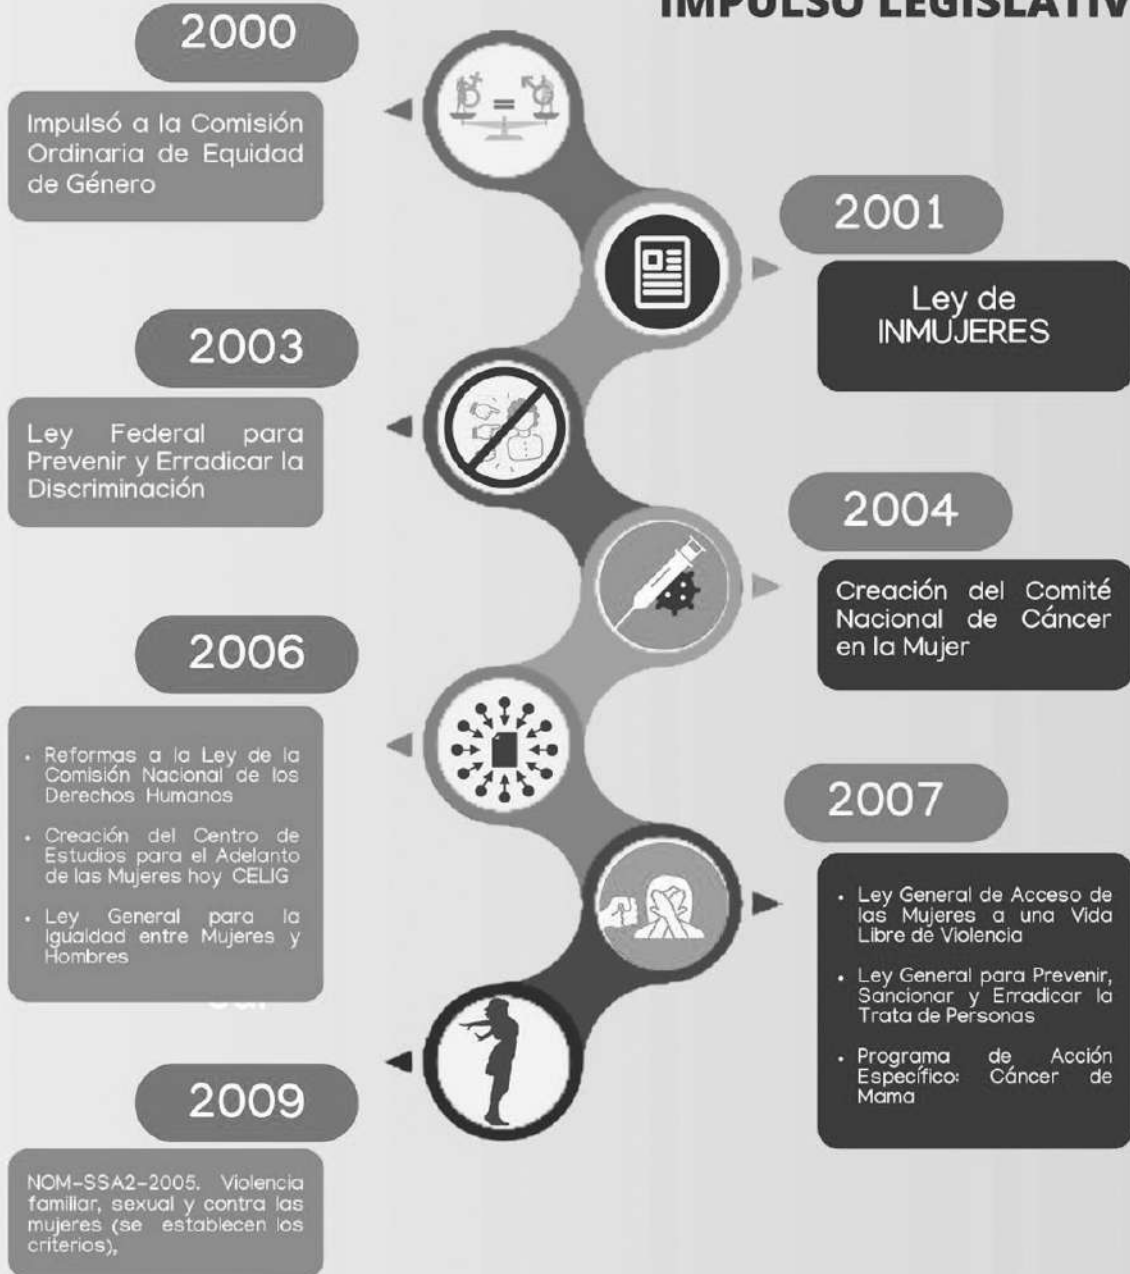 IMPULSO LEGISLATIV
2000
Impulsó a la Comisión
Ordinaria de Equidad
de Género
2001
Ley de
INMUJERES
2003
Ley Federal para
Prevenir y Erradicar la
Discriminación
2004
Creación del Comité
Nacional de Cáncer
en la Mujer
2006
• Reformas a la Ley de la
Comisión Nacional de los
Derechos Humanos
• Creación del Centro de
Estudios para el Adelanto
de las Mujeres hoy CELIG
• Ley General para la
Igualdad entre Mujeres y
Hombres
2007
• Ley General de Acceso de
las Mujeres a una Vida
Libre de Violencia
• Ley General para Prevenir,
Sancionar y Erradicar la
Trata de Personas
• Programa de Acción
Específico: Cáncer de
Mama
2009
NOM-SSA2-2005. Violencia
familiar, sexual y contra las
mujeres (se establecen los
criterios),